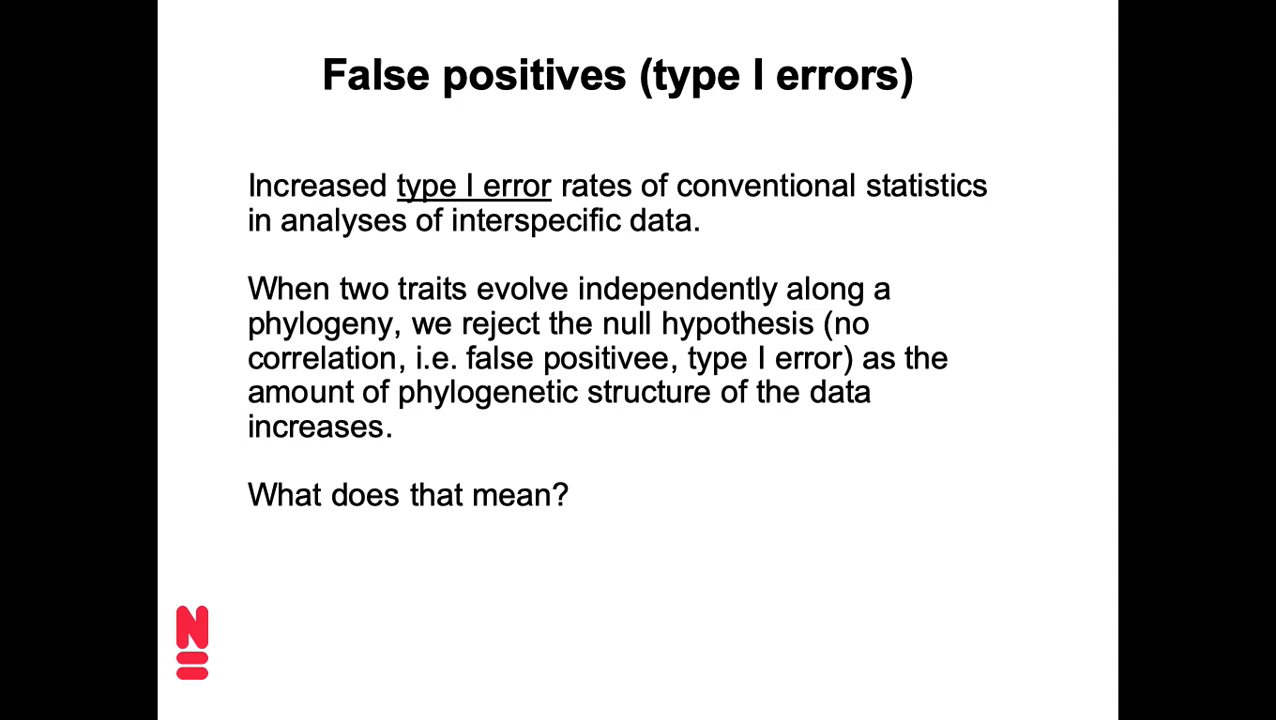 False positives (type I errors)
Increased type I error rates of conventional statistics
in analyses of interspecific data.
When two traits evolve independently along a
phylogeny, we reject the null hypothesis (no
correlation, i.e. false positivee, type I error) as the
amount of phylogenetic structure of the data
increases.
What does that mean?